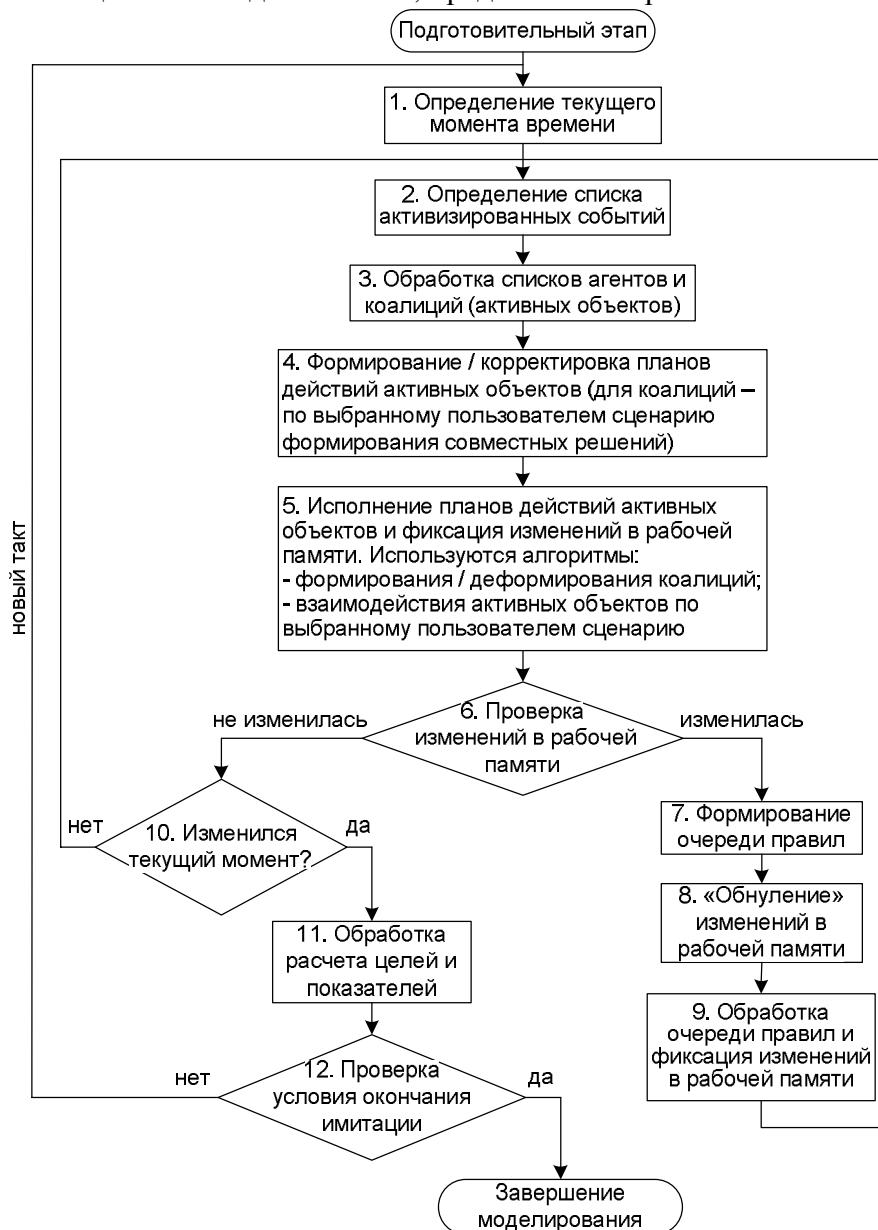 Подготовительный этап
1. Определение текущего
момента времени
2. Определение списка
активизированных событий
3. Обработка списков агентов и
коалиций (активных объектов)
4. Формирование / корректировка планов
действий активных объектов (для коалиций –
по выбранному пользователем сценарию
формирования совместных решений)
5. Исполнение планов действий активных
объектов и фиксация изменений в рабочей
памяти. Используются алгоритмы:
- формирования / деформирования коалиций;
- взаимодействия активных объектов по
выбранному пользователем сценарию
новый такт
6. Проверка
изменений в рабочей
памяти
не изменилась
изменилась
7. Формирование
очереди правил
нет
10. Изменился
текущий момент?
да
8. «Обнуление»
изменений в
рабочей памяти
11. Обработка
расчета целей и
показателей
9. Обработка
очереди правил и
фиксация изменений
в рабочей памяти
нет
12. Проверка
условия окончания
имитации
да
Завершение
моделирования